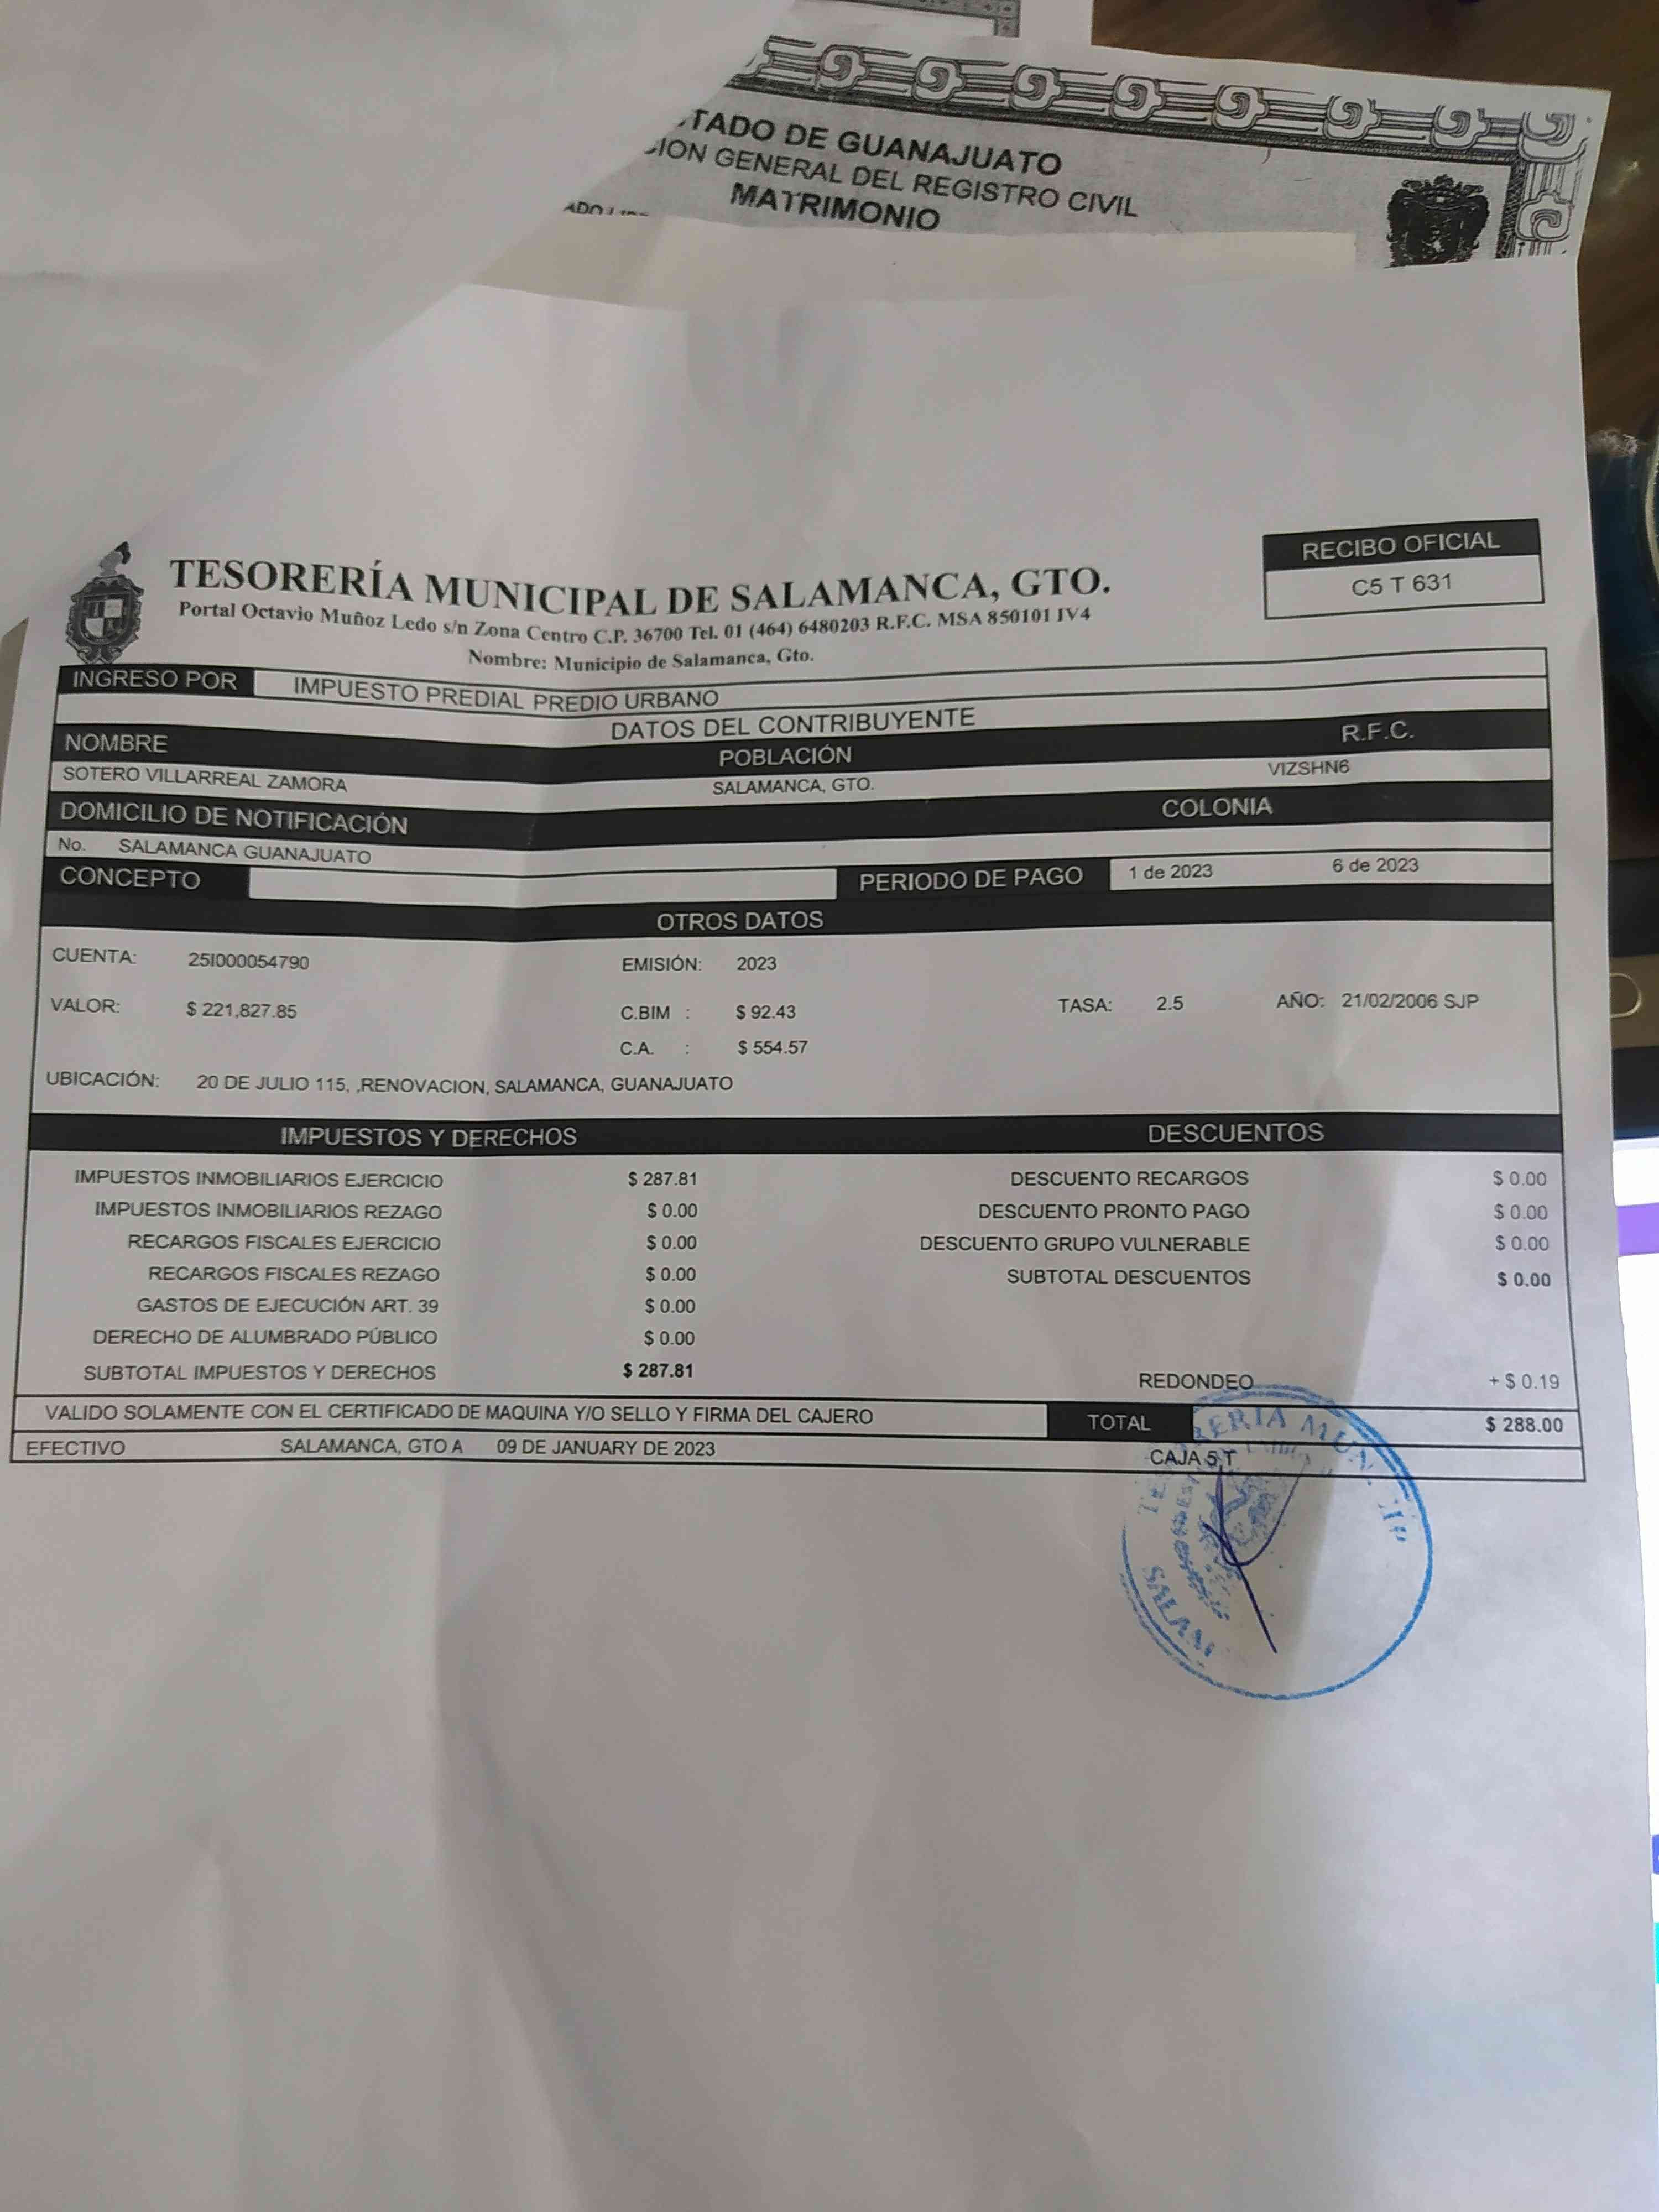 TADO DE GUANAJUATO
CION GENERAL DEL REGISTRO CIVIL
MATRIMONIO
TESORERÍA MUNICIPAL DE SALAMANCA, GTO.
Portal Octavio Muñoz Ledo s/n Zona Centro C.P. 36700 Tel. 01 (464) 6480203 R.F.C. MSA 850101 IV4
Nombre: Municipio de Salamanca, Gto.
RECIBO OFICIAL
C5 T 631
INGRESO POR IMPUESTO PREDIAL PREDIO URBANO
DATOS DEL CONTRIBUYENTE
NOMBRE POBLACIÓN R.F.C.
SOTERO VILLARREAL ZAMORA SALAMANCA, GTO. VIZSHN6
DOMICILIO DE NOTIFICACIÓN COLONIA
No. SALAMANCA GUANAJUATO
CONCEPTO PERIODO DE PAGO 1 de 2023 6 de 2023
OTROS DATOS
CUENTA: 25I000054790 EMISIÓN: 2023
VALOR: $ 221,827.85 C.BIM : $ 92.43 TASA: 2.5 AÑO: 21/02/2006 SJP
C.A. : $ 554.57
UBICACIÓN: 20 DE JULIO 115, ,RENOVACION, SALAMANCA, GUANAJUATO
IMPUESTOS Y DERECHOS DESCUENTOS
IMPUESTOS INMOBILIARIOS EJERCICIO $ 287.81 DESCUENTO RECARGOS $ 0.00
IMPUESTOS INMOBILIARIOS REZAGO $ 0.00 DESCUENTO PRONTO PAGO $ 0.00
RECARGOS FISCALES EJERCICIO $ 0.00 DESCUENTO GRUPO VULNERABLE $ 0.00
RECARGOS FISCALES REZAGO $ 0.00 SUBTOTAL DESCUENTOS $ 0.00
GASTOS DE EJECUCIÓN ART. 39 $ 0.00
DERECHO DE ALUMBRADO PÚBLICO $ 0.00
SUBTOTAL IMPUESTOS Y DERECHOS $ 287.81 REDONDEO + $ 0.19
VALIDO SOLAMENTE CON EL CERTIFICADO DE MAQUINA Y/O SELLO Y FIRMA DEL CAJERO TOTAL $ 288.00
EFECTIVO SALAMANCA, GTO A 09 DE JANUARY DE 2023 CAJA 5 T